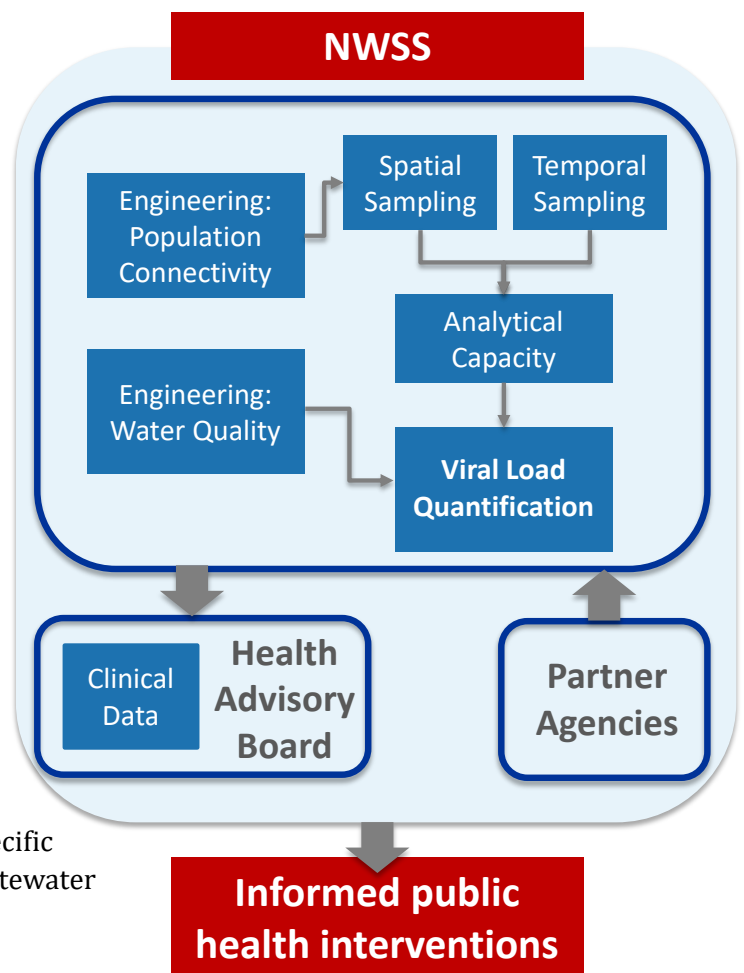 NWSS
Engineering:
Population
Connectivity
Spatial
Sampling
Temporal
Sampling
Analytical
Capacity
Engineering:
Water Quality
Viral Load
Quantification
Clinical
Data
Health
Advisory
Board
Partner
Agencies
Informed public
health interventions